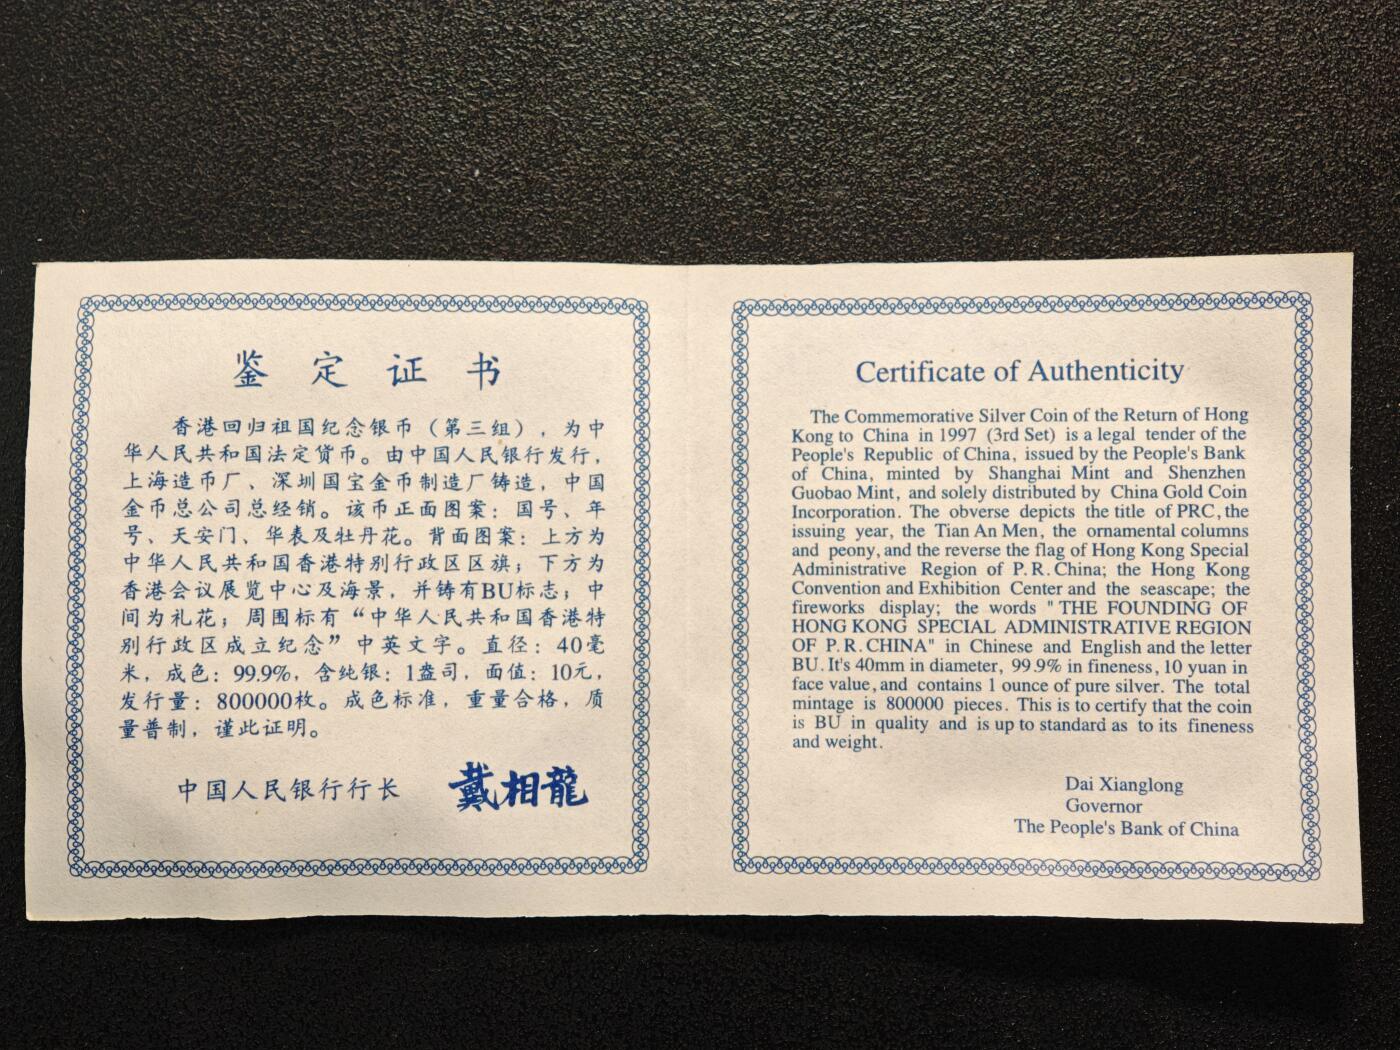 鉴定证书
香港回归祖国纪念银币（第三组），为中
华人民共和国法定货币。由中国人民银行发行，
上海造币厂、深圳国宝金币制造厂铸造，中国
金币总公司总经销。该币正面图案：国号、年
号、天安门、华表及牡丹花。背面图案：上方为
中华人民共和国香港特别行政区区旗；下方为
香港会议展览中心及海景，并铸有BU标志；中
间为礼花；周围标有“中华人民共和国香港特
别行政区成立纪念”中英文字。直径：40毫
米，成色：99.9%，含纯银：1盎司，面值：10元，
发行量：800000枚。成色标准，重量合格，质
量普制，谨此证明。
中国人民银行行长 戴相龍
Certificate of Authenticity
The Commemorative Silver Coin of the Return of Hong
Kong to China in 1997 (3rd Set) is a legal tender of the
People's Republic of China, issued by the People's Bank
of China, minted by Shanghai Mint and Shenzhen
Guobao Mint, and solely distributed by China Gold Coin
Incorporation. The obverse depicts the title of PRC, the
issuing year, the Tian An Men, the ornamental columns
and peony, and the reverse the flag of Hong Kong Special
Administrative Region of P.R.China; the Hong Kong
Convention and Exhibition Center and the seascape; the
fireworks display; the words "THE FOUNDING OF
HONG KONG SPECIAL ADMINISTRATIVE REGION
OF P.R.CHINA" in Chinese and English and the letter
BU. It's 40mm in diameter, 99.9% in fineness, 10 yuan in
face value, and contains 1 ounce of pure silver. The total
mintage is 800000 pieces. This is to certify that the coin
is BU in quality and is up to standard as to its fineness
and weight.
Dai Xianglong
Governor
The People's Bank of China